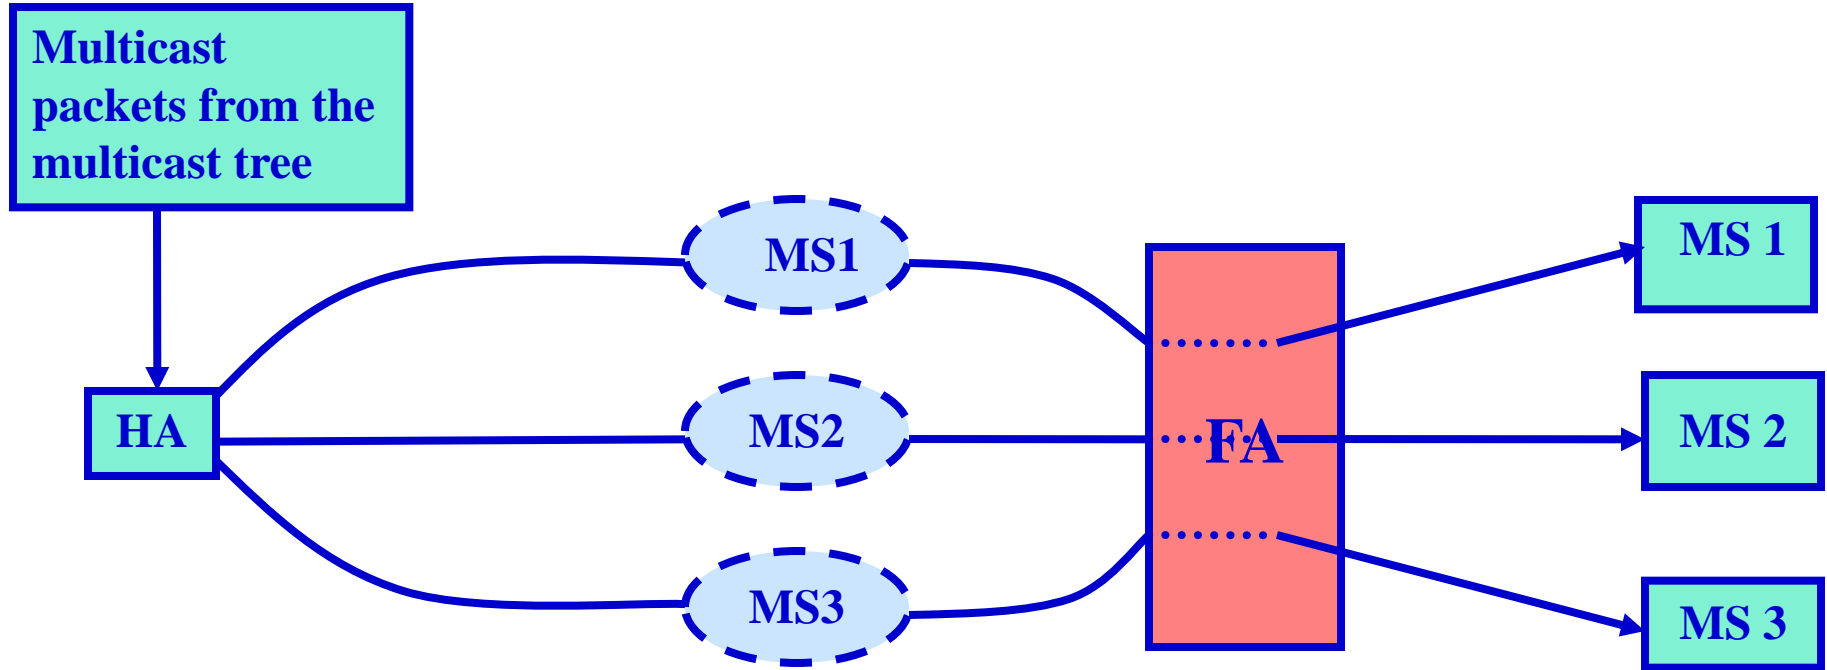 Multicast
packets from the
multicast tree
MS1
MS 1
HA
MS2
FA
MS 2
MS3
MS 3